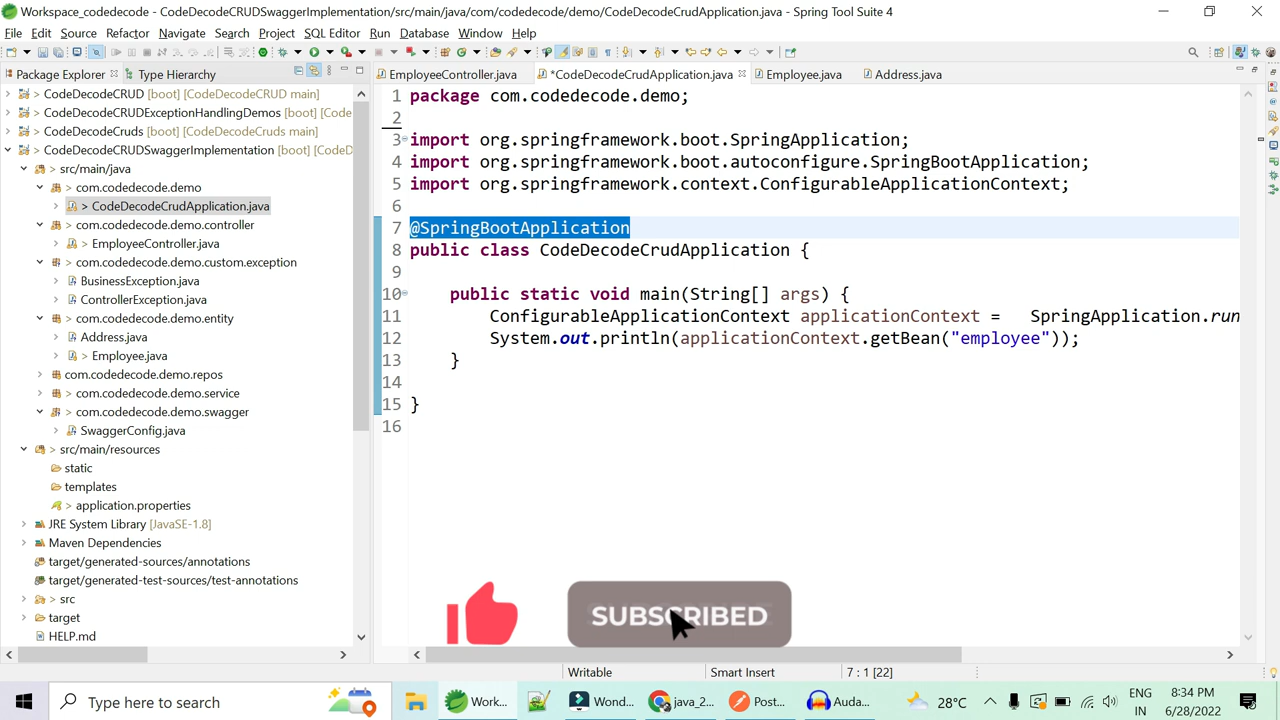 Workspace_codedecode - CodeDecodeCRUDSwaggerImplementation/src/main/java/com/codedecode/demo/CodeDecodeCrudApplication.java - Spring Tool Suite 4
File Edit Source Refactor Navigate Search Project SQL Editor Run Database Window Help
Package Explorer Type Hierarchy
EmployeeController.java *CodeDecodeCrudApplication.java Employee.java Address.java
CodeDecodeCRUD [boot] [CodeDecodeCRUD main]
CodeDecodeCRUDExceptionHandlingDemos [boot] [Code
CodeDecodeCruds [boot] [CodeDecodeCruds main]
CodeDecodeCRUDSwaggerImplementation [boot] [CodeD
> src/main/java
> com.codedecode.demo
> CodeDecodeCrudApplication.java
> com.codedecode.demo.controller
> EmployeeController.java
> com.codedecode.demo.custom.exception
BusinessException.java
ControllerException.java
> com.codedecode.demo.entity
Address.java
> Employee.java
com.codedecode.demo.repos
> com.codedecode.demo.service
> com.codedecode.demo.swagger
SwaggerConfig.java
> src/main/resources
static
templates
> application.properties
JRE System Library [JavaSE-1.8]
Maven Dependencies
target/generated-sources/annotations
target/generated-test-sources/test-annotations
> src
target
HELP.md
1 package com.codedecode.demo;
2
3 import org.springframework.boot.SpringApplication;
4 import org.springframework.boot.autoconfigure.SpringBootApplication;
5 import org.springframework.context.ConfigurableApplicationContext;
6
7 @SpringBootApplication
8 public class CodeDecodeCrudApplication {
9
10 public static void main(String[] args) {
11 ConfigurableApplicationContext applicationContext = SpringApplication.run
12 System.out.println(applicationContext.getBean("employee"));
13 }
14
15 }
16
SUBSCRIBED
Writable Smart Insert 7 : 1 [22]
Type here to search
Work... Wond... java_2... Post... Auda...
28°C
ENG
IN
8:34 PM
6/28/2022